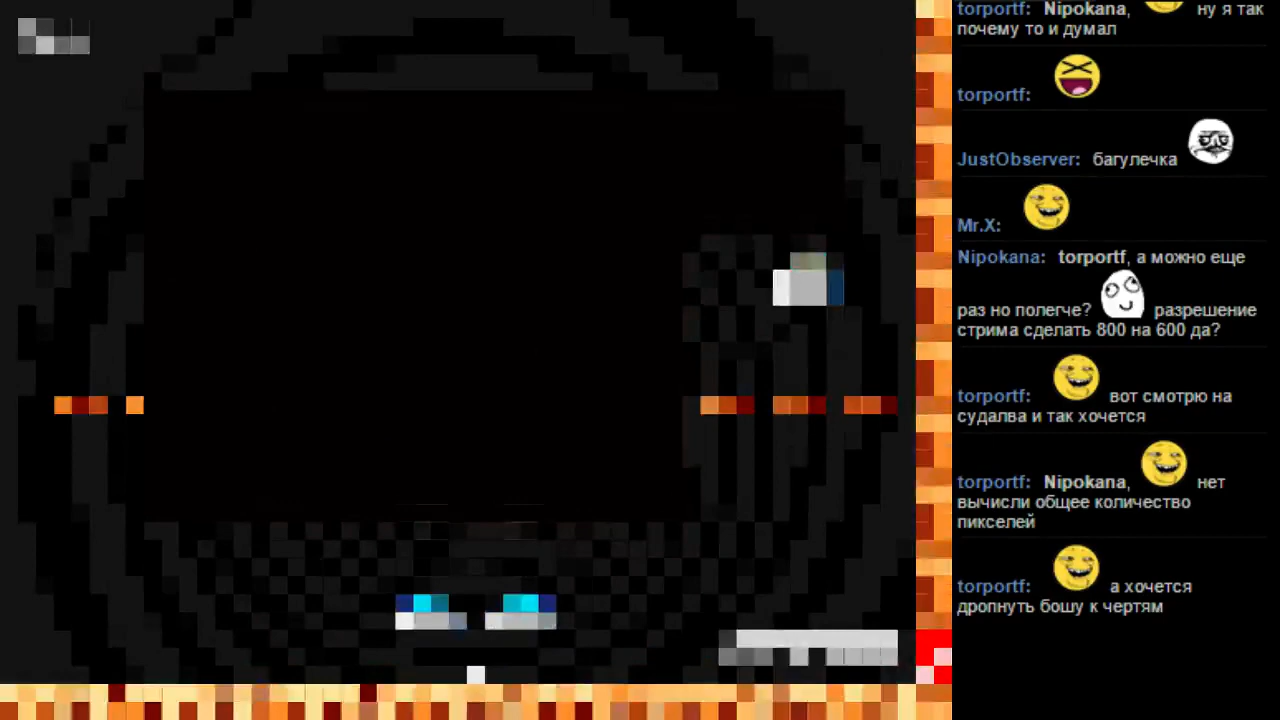 torportf: Nipokana, ну я так
почему то и думал
torportf:
JustObserver: багулечка
Mr.X:
Nipokana: torportf, а можно еще
раз но полегче? разрешение
стрима сделать 800 на 600 да?
torportf: вот смотрю на
судалва и так хочется
torportf: Nipokana, нет
вычисли общее количество
пикселей
torportf: а хочется
дропнуть бошу к чертям